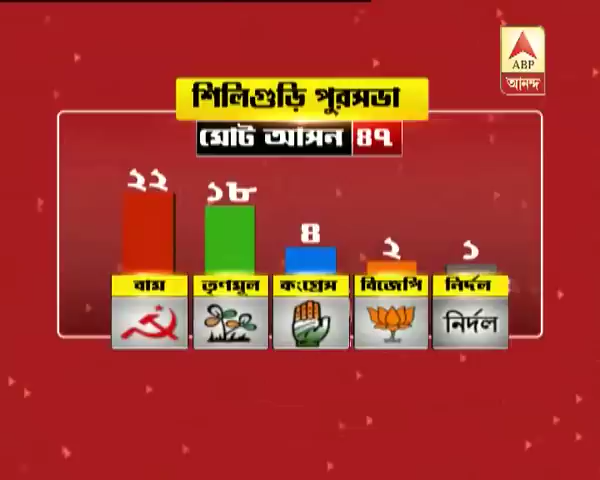 ABP
আনন্দ
শিলিগুড়ি পুরসভা
মোট আসন ৪৭
২২ ১৮ ৪ ২ ১
বাম তৃণমূল কংগ্রেস বিজেপি নির্দল
নির্দল